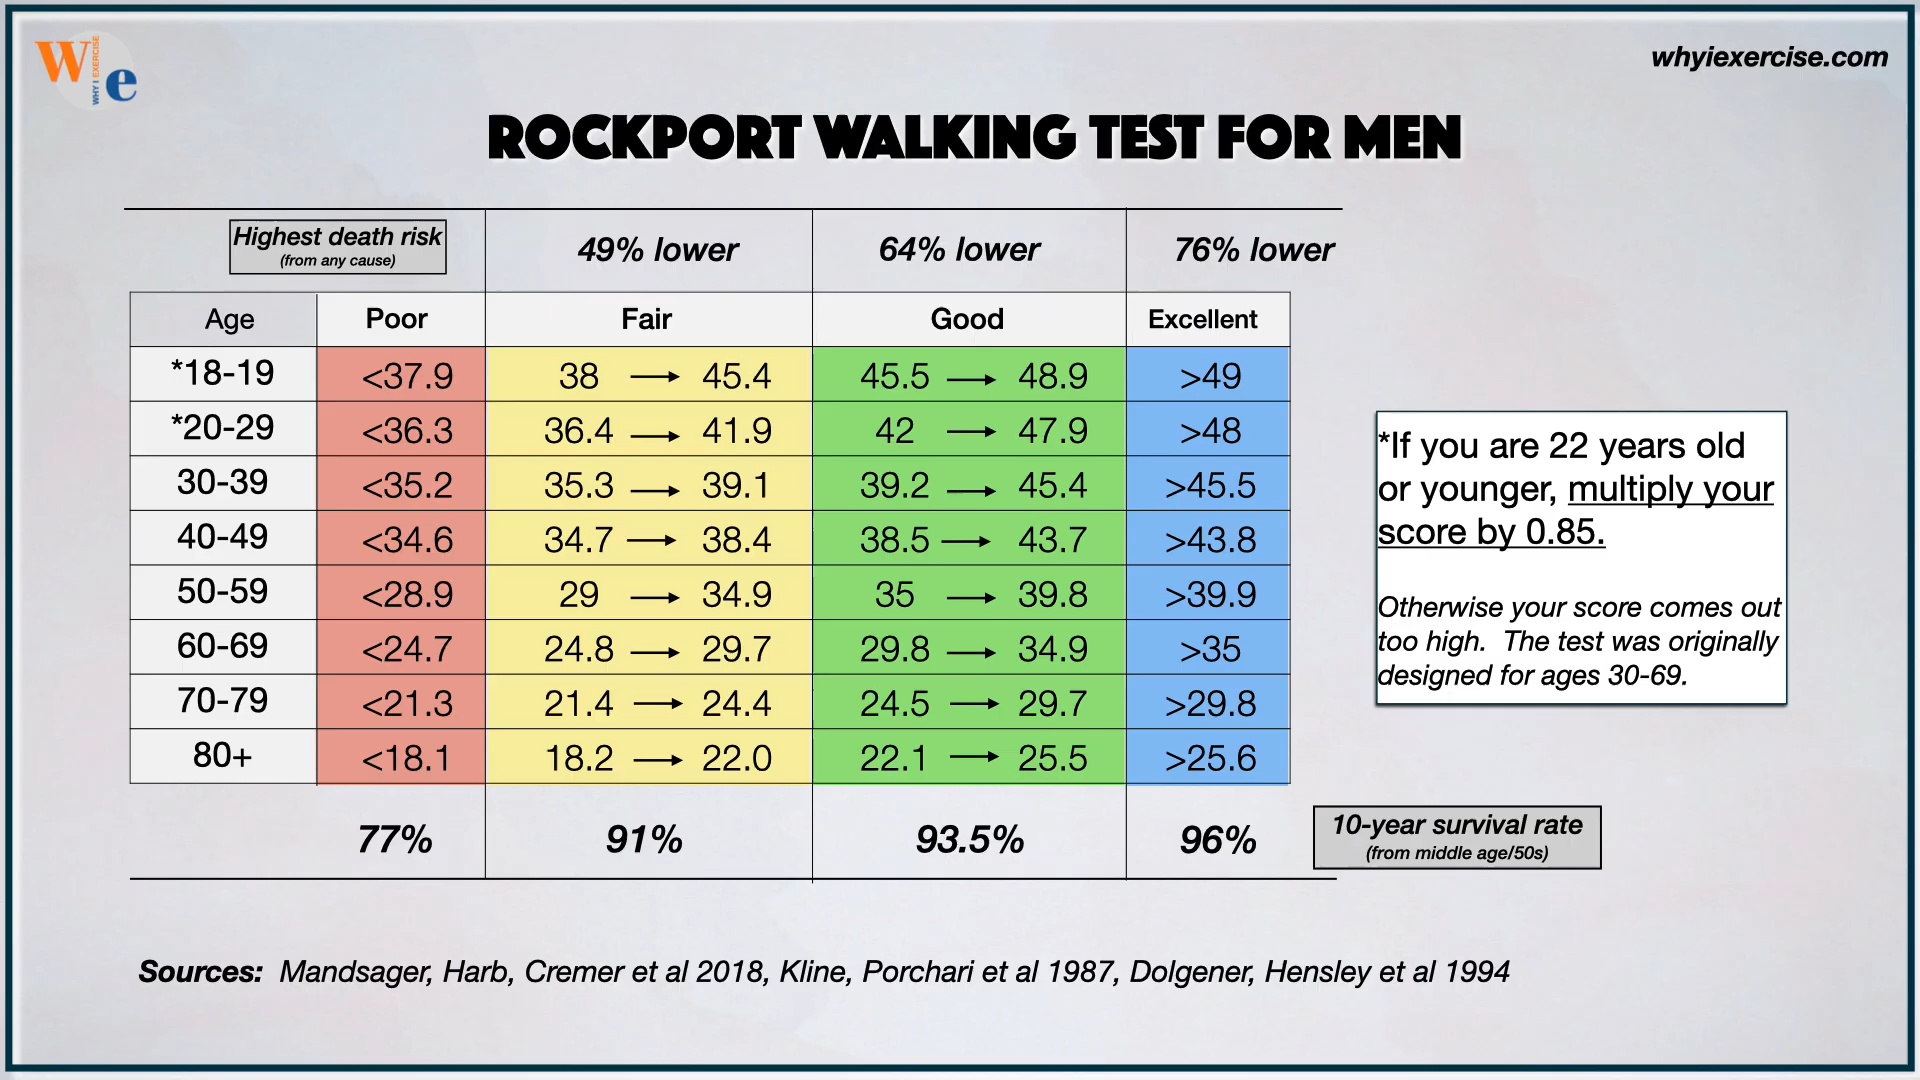 We
WHY I EXERCISE
whyiexercise.com
ROCKPORT WALKING TEST FOR MEN
Highest death risk 49% lower 64% lower 76% lower
(from any cause)
Age Poor Fair Good Excellent
*18-19 <37.9 38 → 45.4 45.5 → 48.9 >49
*20-29 <36.3 36.4 → 41.9 42 → 47.9 >48
30-39 <35.2 35.3 → 39.1 39.2 → 45.4 >45.5
40-49 <34.6 34.7 → 38.4 38.5 → 43.7 >43.8
50-59 <28.9 29 → 34.9 35 → 39.8 >39.9
60-69 <24.7 24.8 → 29.7 29.8 → 34.9 >35
70-79 <21.3 21.4 → 24.4 24.5 → 29.7 >29.8
80+ <18.1 18.2 → 22.0 22.1 → 25.5 >25.6
77% 91% 93.5% 96% 10-year survival rate
(from middle age/50s)
*If you are 22 years old
or younger, multiply your
score by 0.85.
Otherwise your score comes out
too high. The test was originally
designed for ages 30-69.
Sources: Mandsager, Harb, Cremer et al 2018, Kline, Porchari et al 1987, Dolgener, Hensley et al 1994